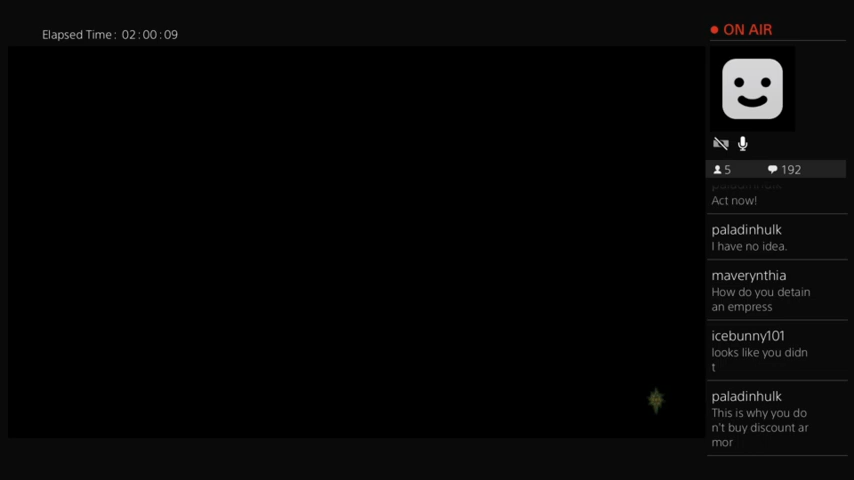 Elapsed Time: 02:00:09
ON AIR
5 192
Act now!
paladinhulk
I have no idea.
maverynthia
How do you detain
an empress
icebunny101
looks like you didn
t
paladinhulk
This is why you do
n't buy discount ar
mor